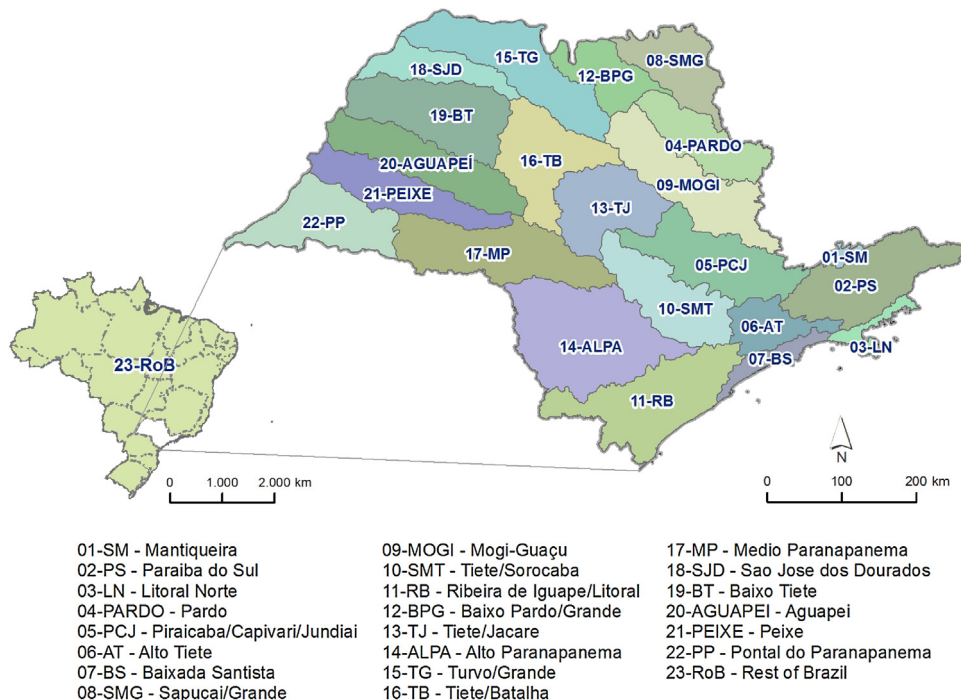 15-TG
08-SMG
12-BPG
18-SJD
19-BT
04-PARDO
16-TB
20-AGUAPEÍ
09-MOGI
21-PEIXE
13-TJ
22-PP
17-MP
05-PCJ
01-SM
02-PS
10-SMT
06-AT
14-ALPA
03-LN
07-BS
23-RoB
11-RB
N
0 1.000 2.000 km
0 100 200 km
01-SM - Mantiqueira
02-PS - Paraiba do Sul
03-LN - Litoral Norte
04-PARDO - Pardo
05-PCJ - Piraicaba/Capivari/Jundiai
06-AT - Alto Tiete
07-BS - Baixada Santista
08-SMG - Sapucai/Grande
09-MOGI - Mogi-Guaçu
10-SMT - Tiete/Sorocaba
11-RB - Ribeira de Iguape/Litoral
12-BPG - Baixo Pardo/Grande
13-TJ - Tiete/Jacare
14-ALPA - Alto Paranapanema
15-TG - Turvo/Grande
16-TB - Tiete/Batalha
17-MP - Medio Paranapanema
18-SJD - Sao Jose dos Dourados
19-BT - Baixo Tiete
20-AGUAPEI - Aguapei
21-PEIXE - Peixe
22-PP - Pontal do Paranapanema
23-RoB - Rest of Brazil